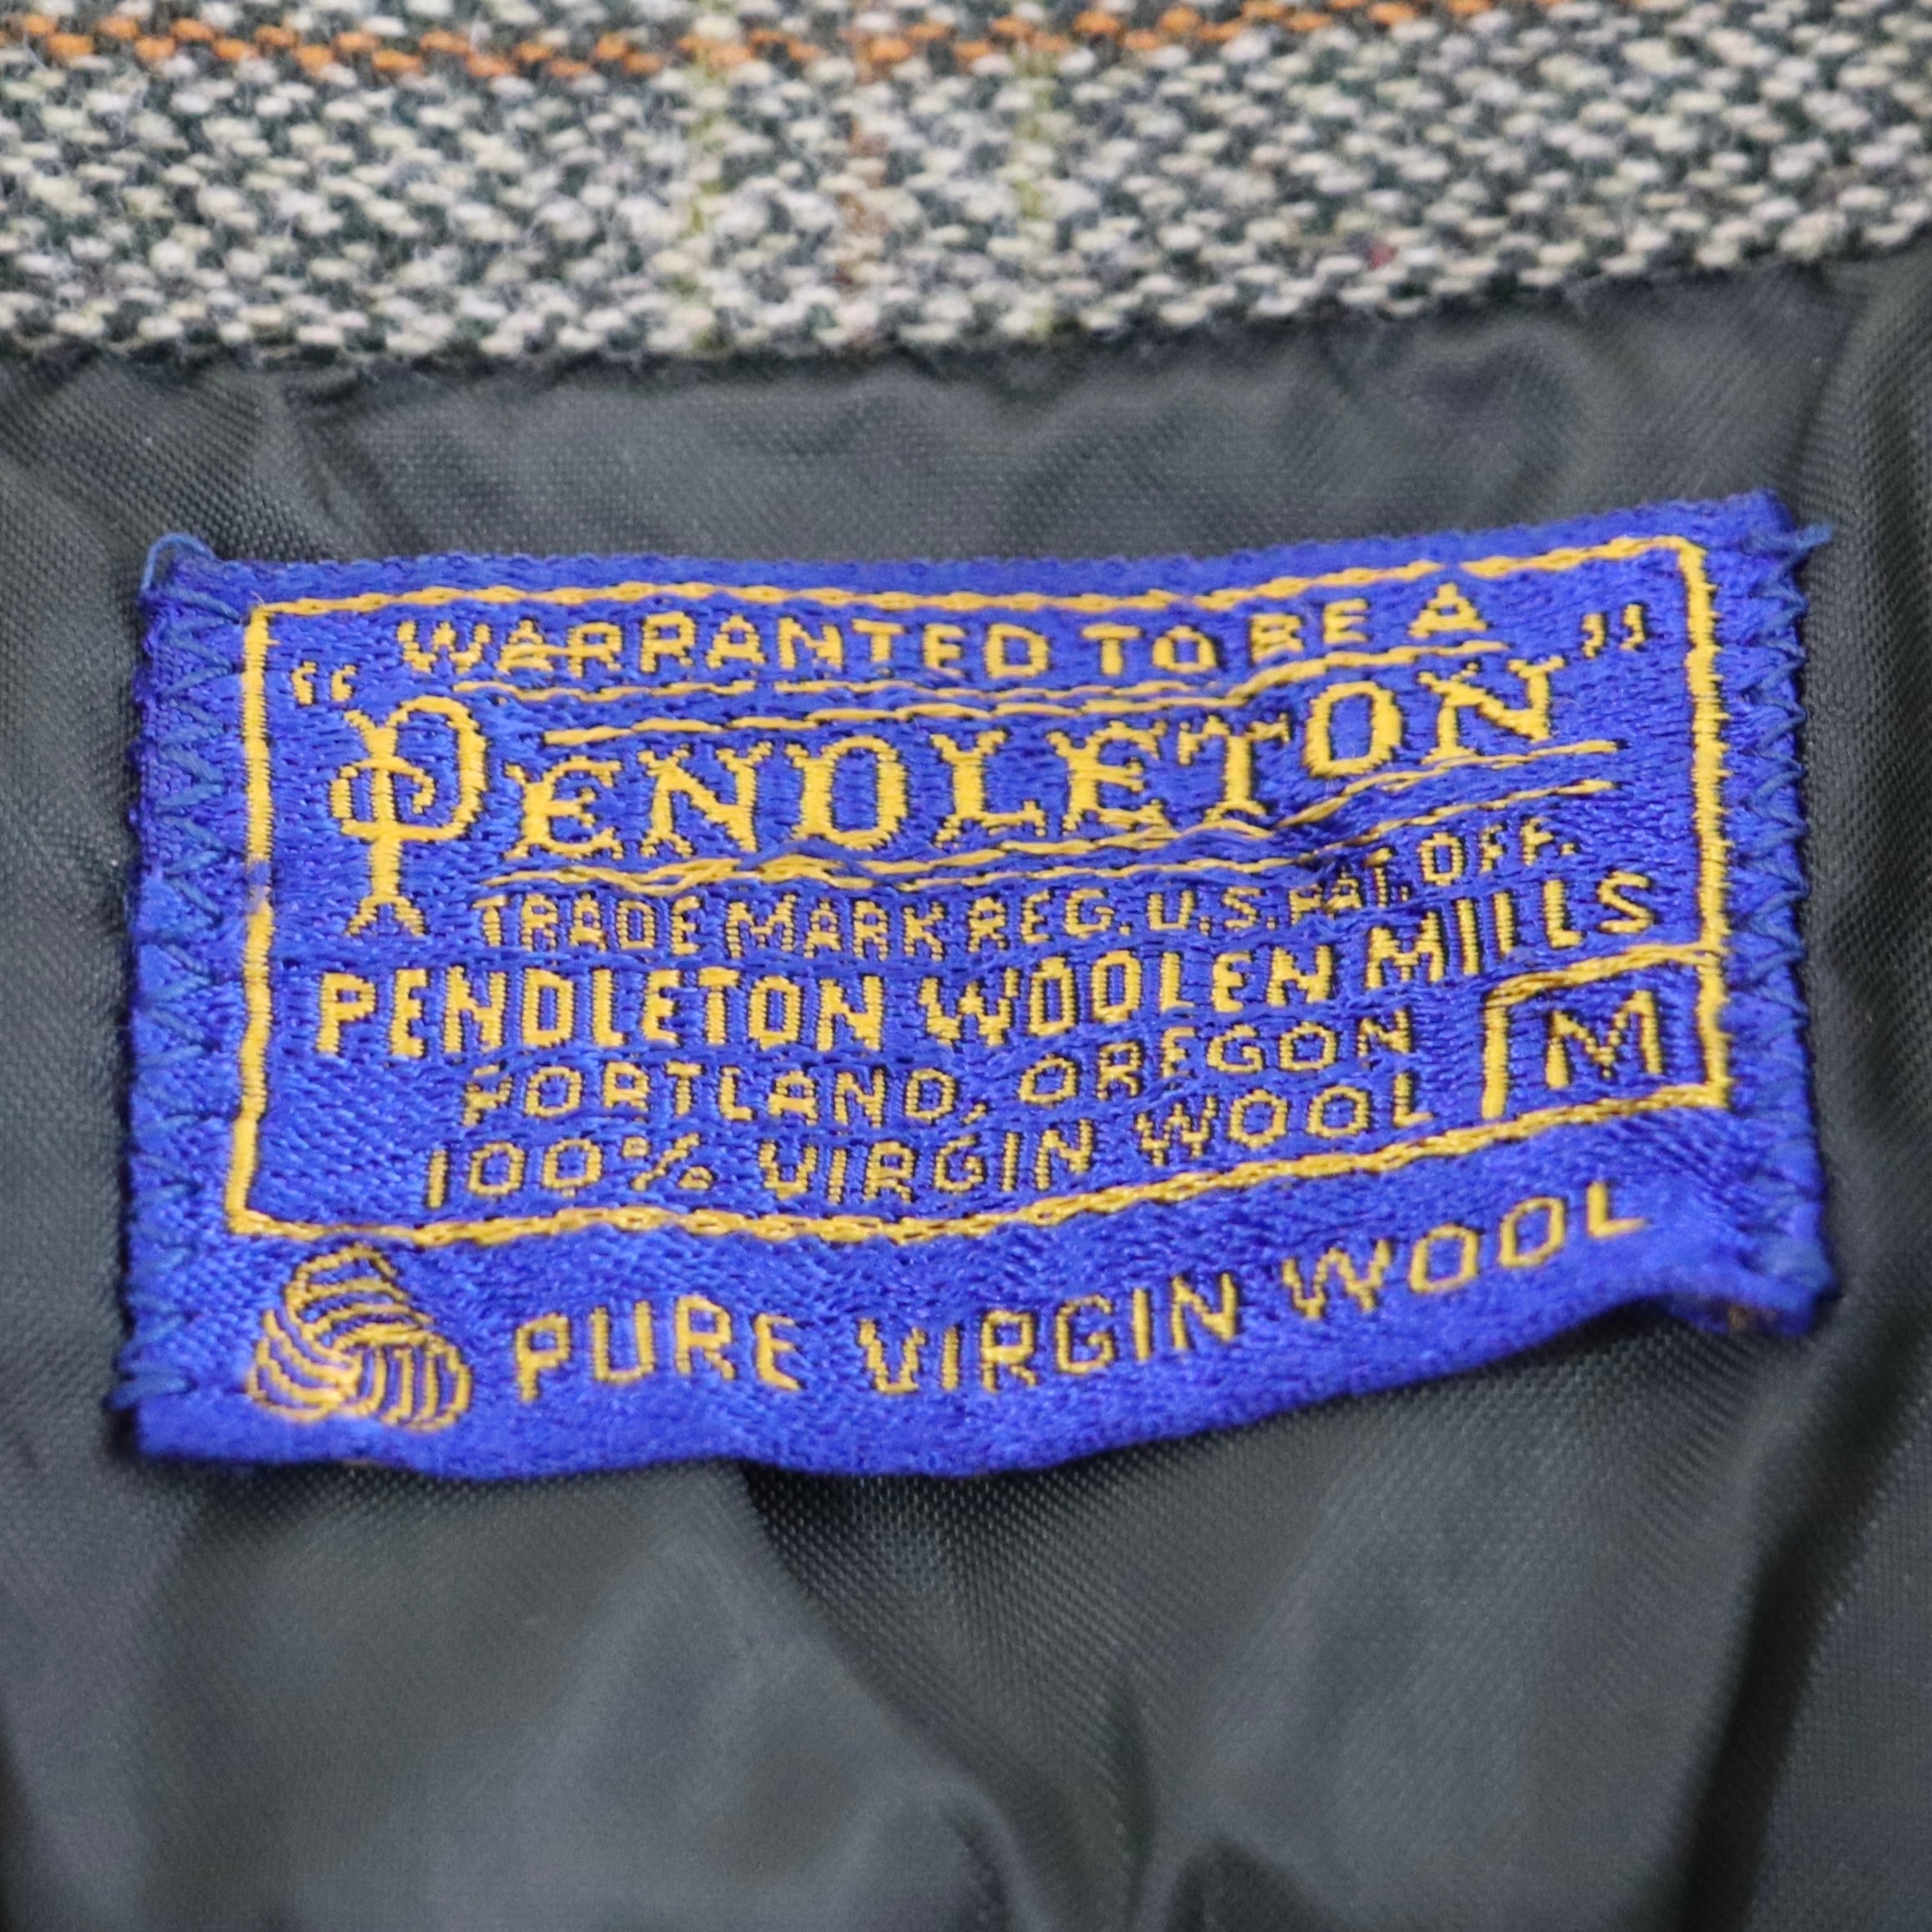 WARRANTED TO BE A
"PENDLETON"
TRADE MARK REG. U.S. PAT. OFF.
PENDLETON WOOLEN MILLS
PORTLAND, OREGON
M
100% VIRGIN WOOL
PURE VIRGIN WOOL